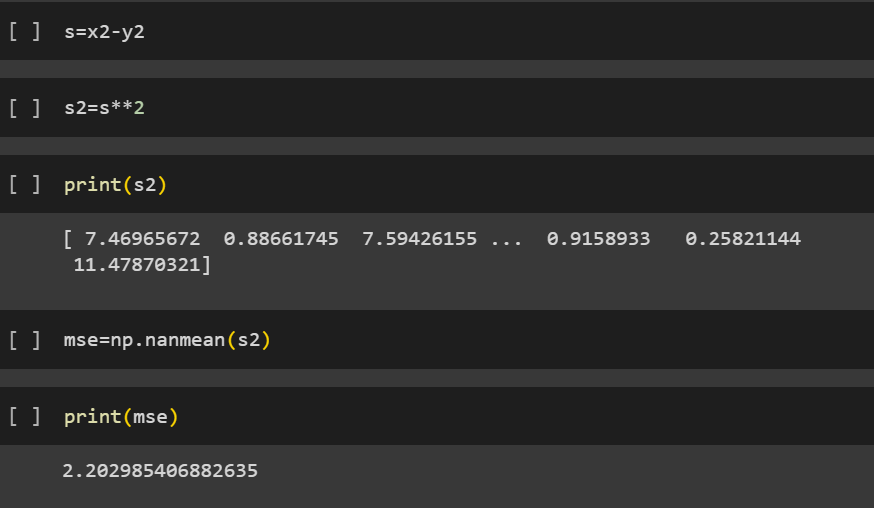 [ ] s=x2-y2
[ ] s2=s**2
[ ] print(s2)
[ 7.46965672  0.88661745  7.59426155 ...  0.9158933   0.25821144
 11.47870321]
[ ] mse=np.nanmean(s2)
[ ] print(mse)
2.202985406882635